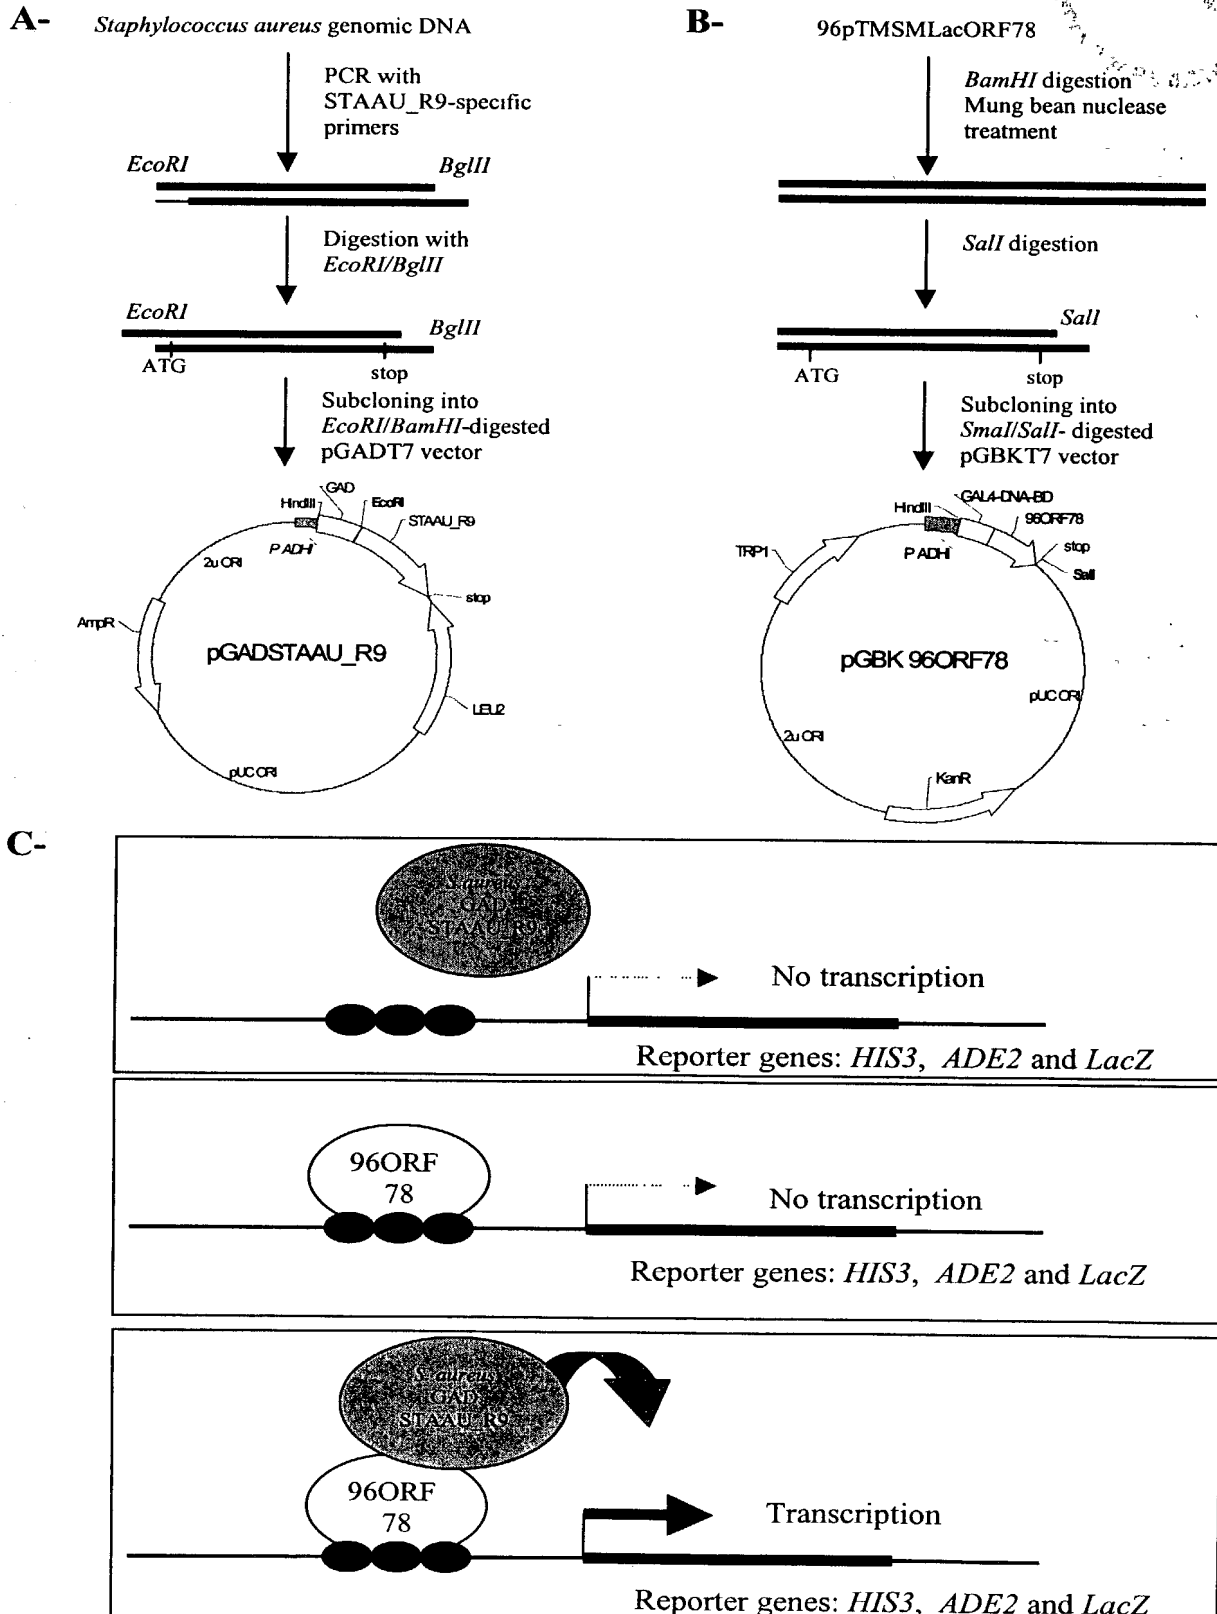 A-
Staphylococcus aureus genomic DNA
PCR with
STAAU_R9-specific
primers
EcoRI
BglII
Digestion with
EcoRI/BglII
EcoRI
BglII
ATG
stop
Subcloning into
EcoRI/BamHI-digested
pGADT7 vector
GAD
HindIII
EcoRI
STAAU_R9
P ADHI
2u ORI
stop
AmpR
pGADSTAAU_R9
LEU2
pUC ORI
B-
96pTMSMLacORF78
BamHI digestion
Mung bean nuclease
treatment
SalI digestion
SalI
ATG
stop
Subcloning into
SmaI/SalI- digested
pGBKT7 vector
GAL4-DNA-BD
HindIII
96ORF78
P ADHI
stop
SalI
TRP1
pGBK 96ORF78
pUC ORI
2u ORI
KanR
C-
S. aureus
GAD
STAAU_R9
No transcription
Reporter genes: HIS3, ADE2 and LacZ
96ORF
78
No transcription
Reporter genes: HIS3, ADE2 and LacZ
S. aureus
GAD
STAAU_R9
96ORF
78
Transcription
Reporter genes: HIS3, ADE2 and LacZ